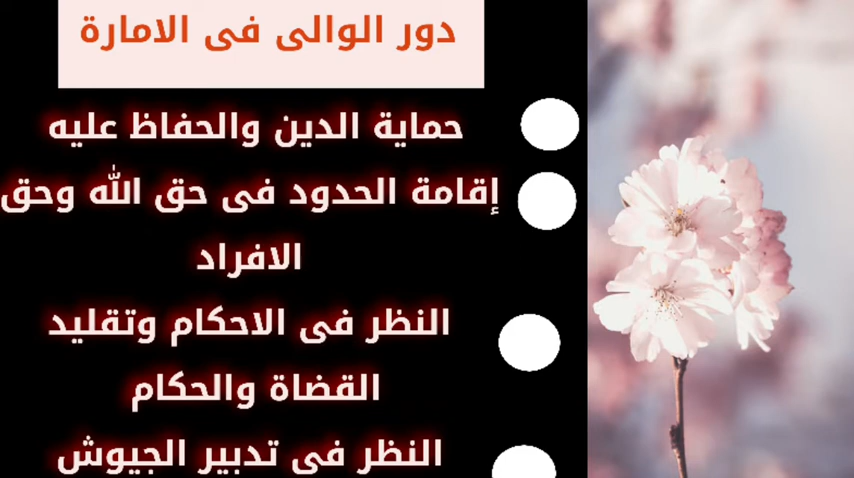 دور الوالى فى الامارة
حماية الدين والحفاظ عليه
إقامة الحدود فى حق الله وحق
الافراد
النظر فى الاحكام وتقليد
القضاة والحكام
النظر فى تدبير الجيوش